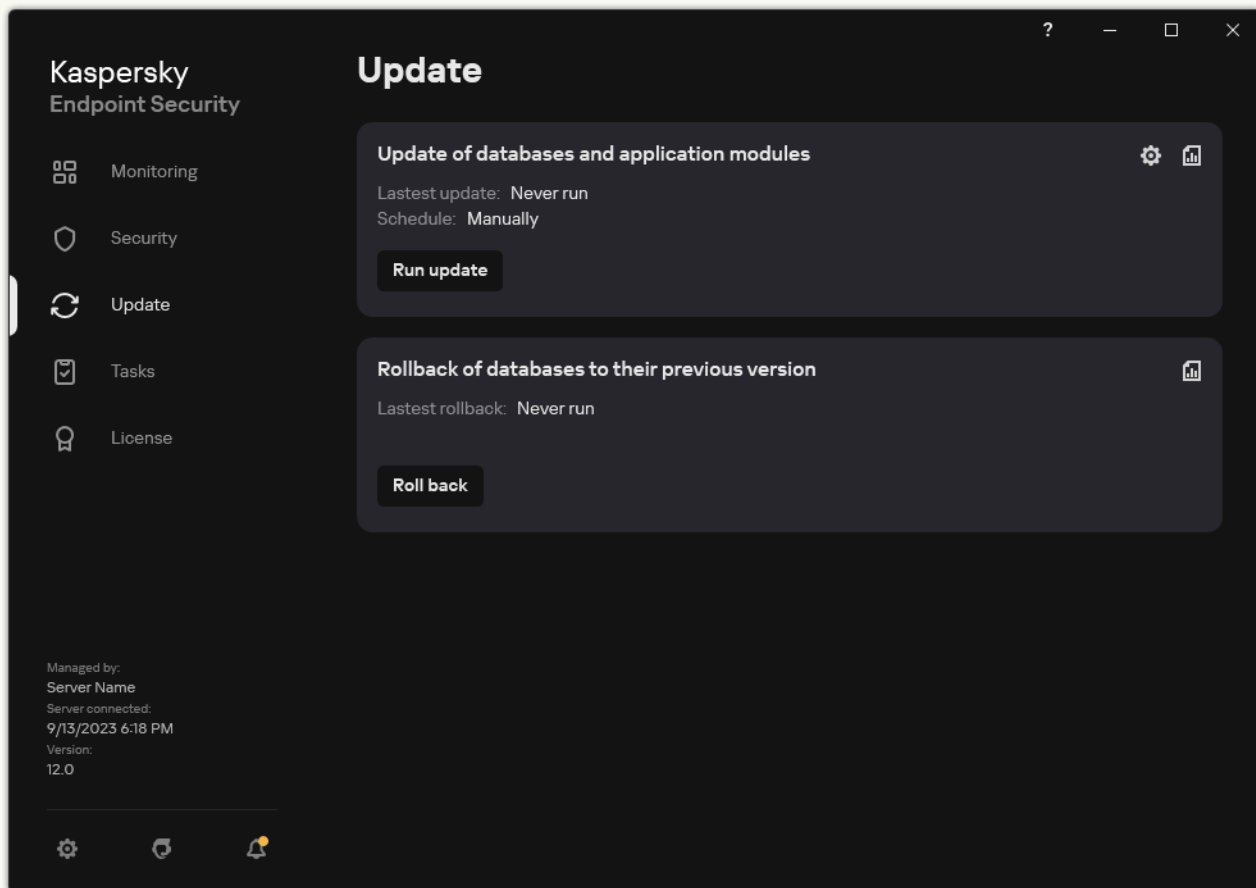 ?
Kaspersky
Endpoint Security
Monitoring
Security
Update
Tasks
License
Managed by:
Server Name
Server connected:
9/13/2023 6:18 PM
Version:
12.0
Update
Update of databases and application modules
Lastest update: Never run
Schedule: Manually
Run update
Rollback of databases to their previous version
Lastest rollback: Never run
Roll back